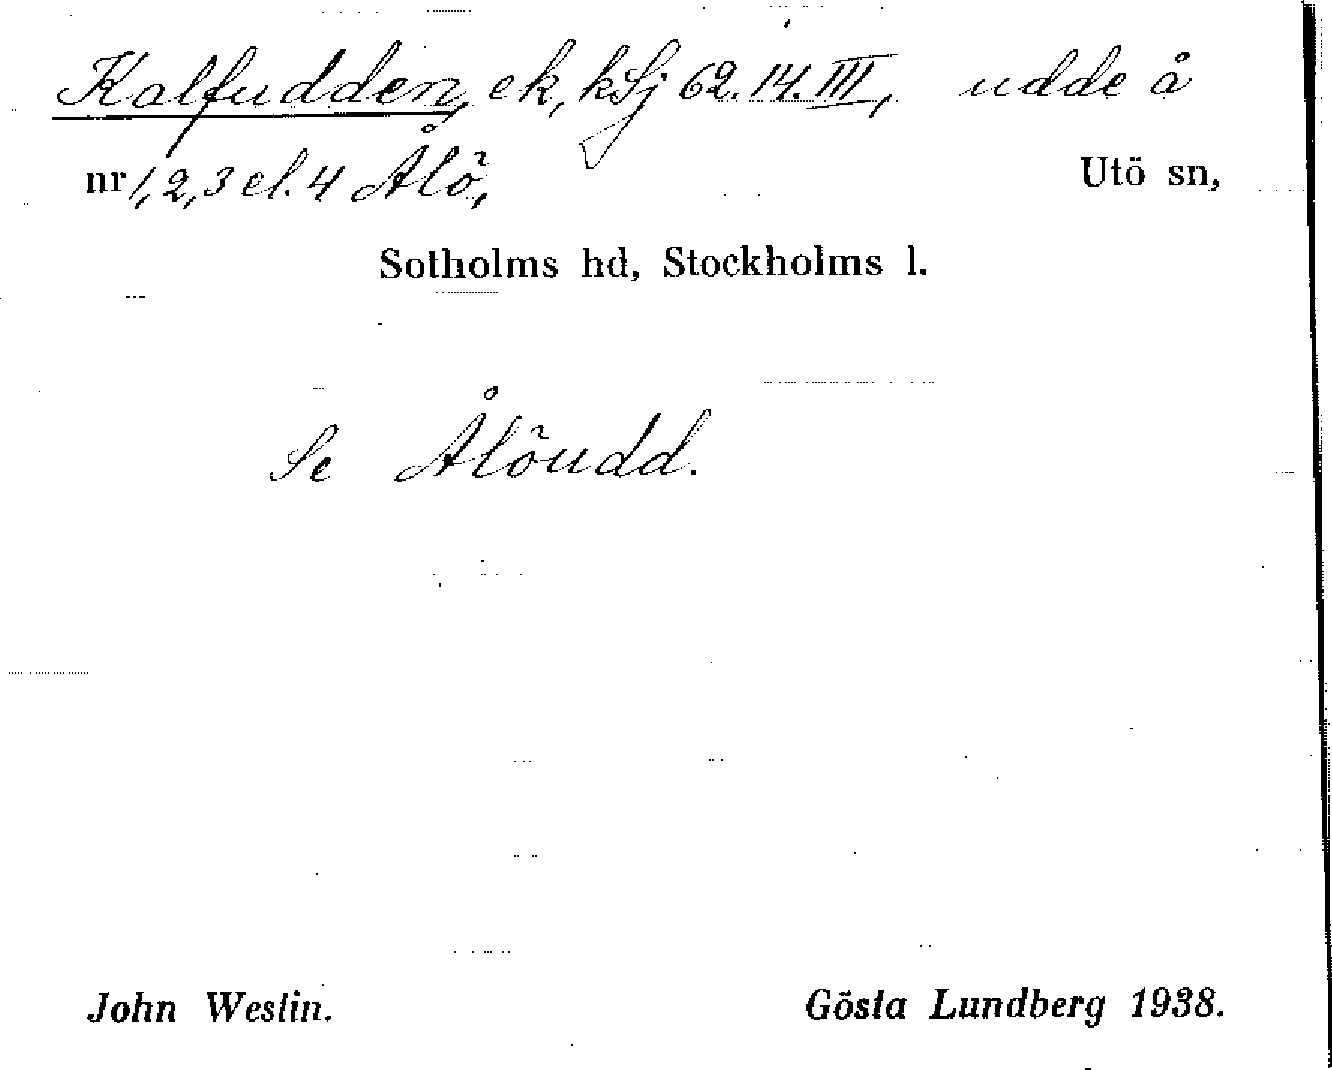 Kalfudden, ek, kSj 62.14.III, udde å
nr 1, 2, 3 el. 4 Ålö, Utö sn,
Sotholms hd, Stockholms l.
Se Ålöudd.
John Westin. Gösta Lundberg 1938.